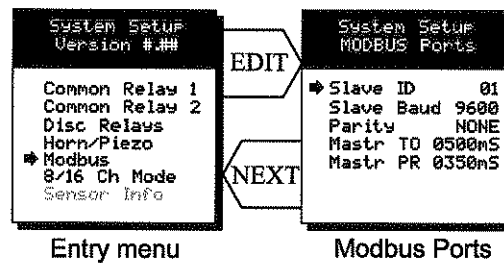 System Setup
Version #.##
Common Relay 1
Common Relay 2
Disc Relays
Horn/Piezo
Modbus
8/16 Ch Mode
Sensor Info
Entry menu
EDIT
NEXT
System Setup
MODBUS Ports
Slave ID 01
Slave Baud 9600
Parity NONE
Mastr TO 0500mS
Mastr PR 0350mS
Modbus Ports